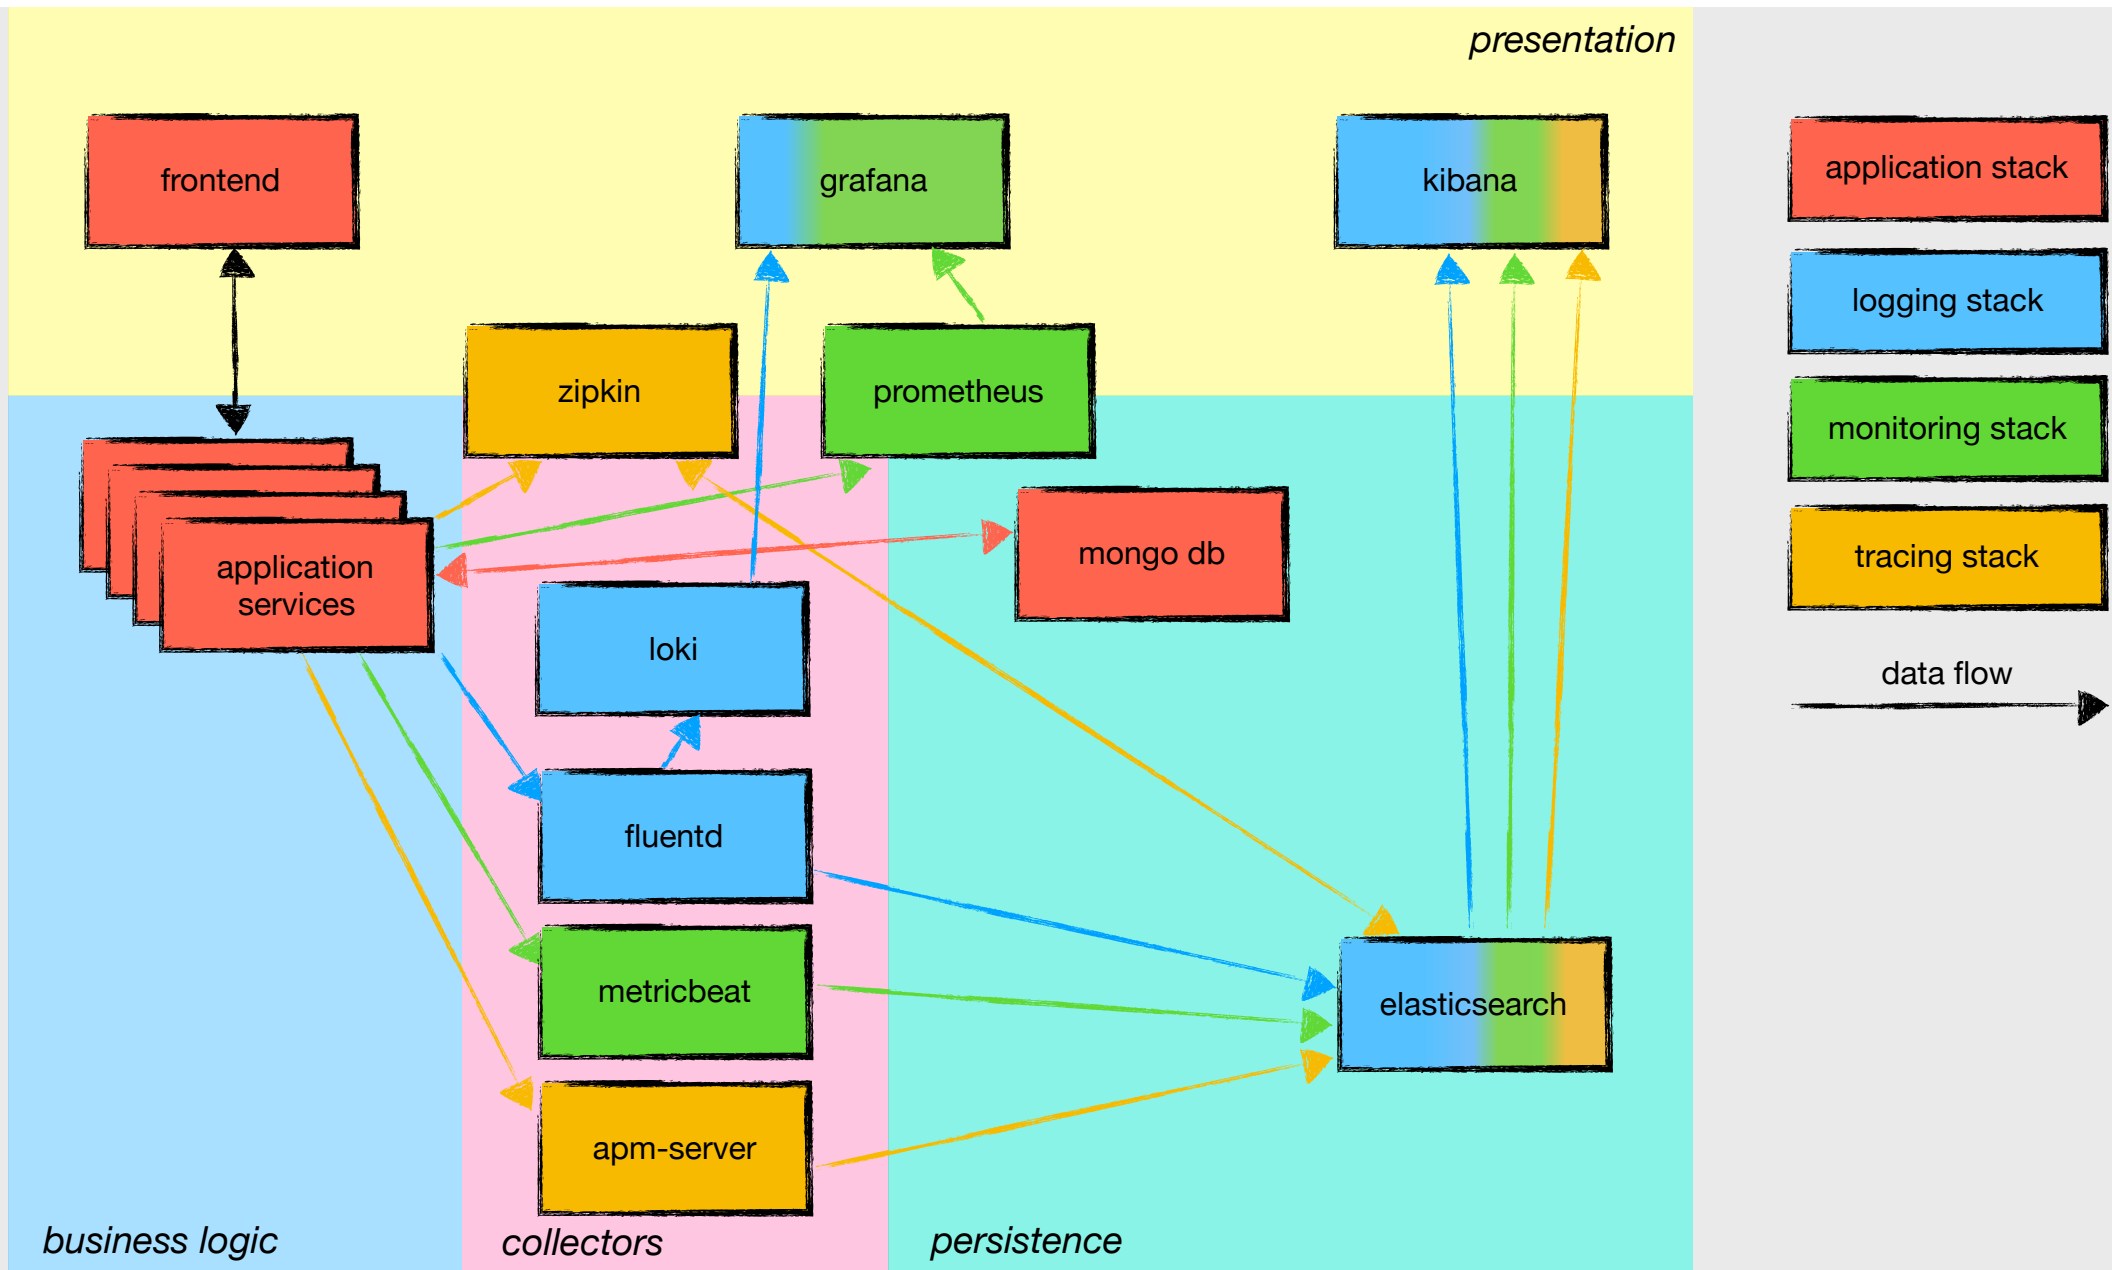 presentation
frontend
grafana
kibana
zipkin
prometheus
application
services
mongo db
loki
fluentd
metricbeat
elasticsearch
apm-server
business logic
collectors
persistence
application stack
logging stack
monitoring stack
tracing stack
data flow